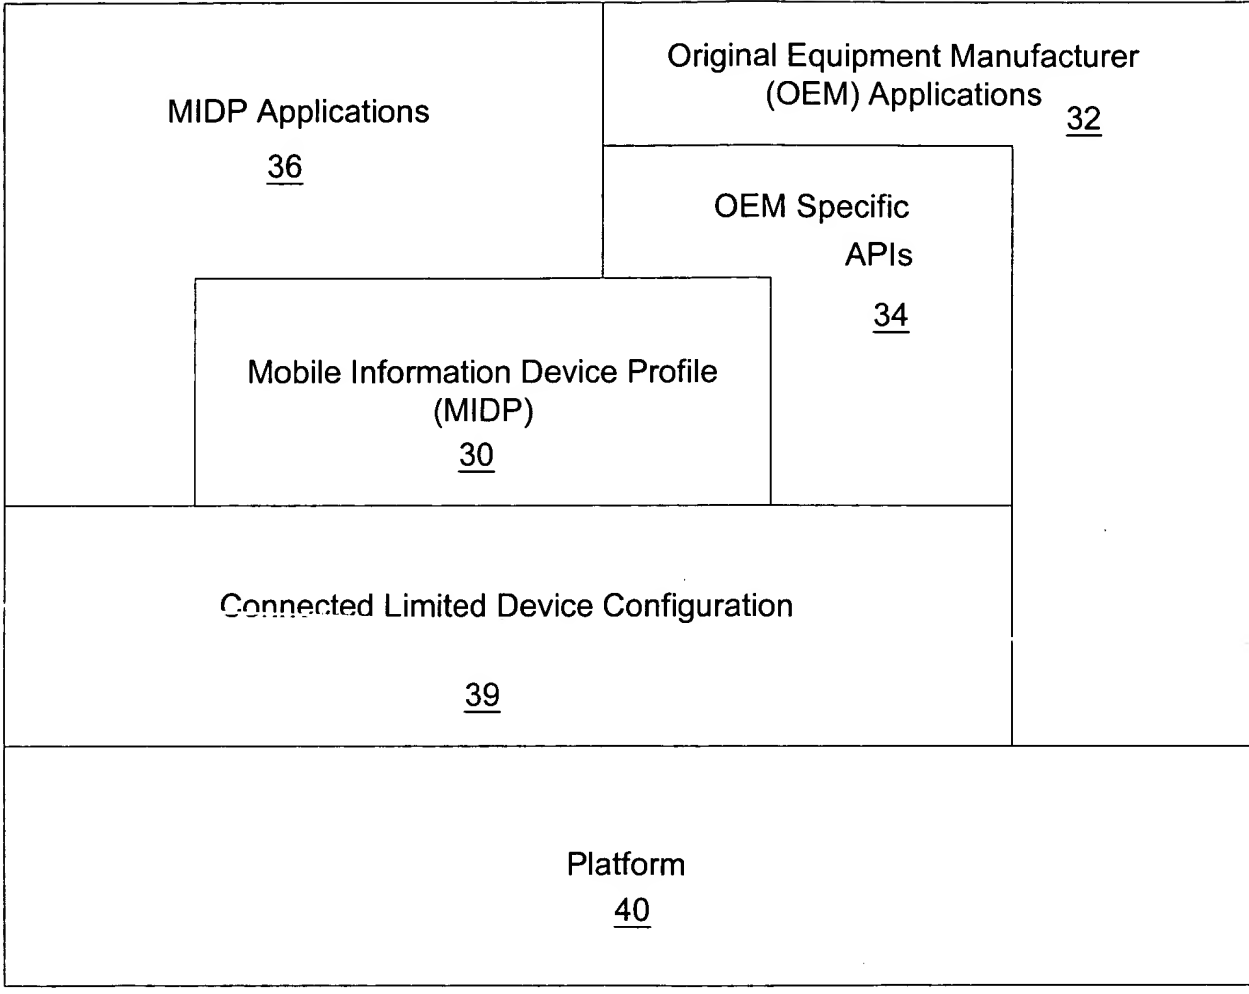 MIDP Applications
36
Original Equipment Manufacturer
(OEM) Applications
32
OEM Specific
APIs
34
Mobile Information Device Profile
(MIDP)
30
Connected Limited Device Configuration
39
Platform
40